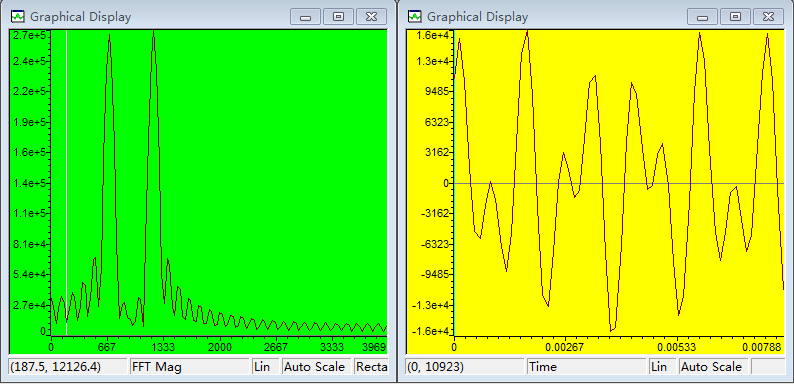 Graphical Display
2.7e+5
2.4e+5
2.2e+5
1.9e+5
1.6e+5
1.4e+5
1.1e+5
8.1e+4
5.4e+4
2.7e+4
0
0 667 1333 2000 2667 3333 3969
(187.5, 12126.4) FFT Mag Lin Auto Scale Recta
Graphical Display
1.6e+4
1.3e+4
9485
6323
3162
0
-3162
-6323
-9485
-1.3e+4
-1.6e+4
0 0.00267 0.00533 0.00788
(0, 10923) Time Lin Auto Scale